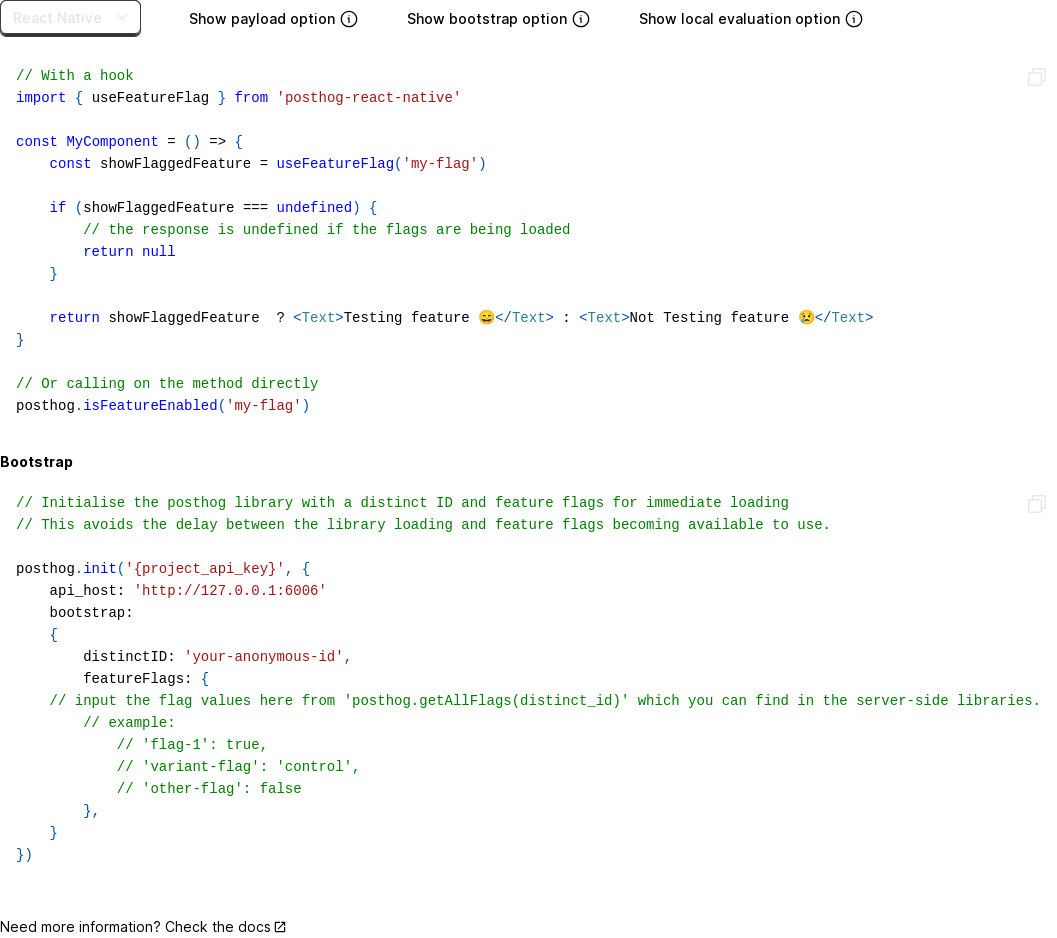 React Native
Show payload option
Show bootstrap option
Show local evaluation option
// With a hook
import { useFeatureFlag } from 'posthog-react-native'
const MyComponent = () => {
    const showFlaggedFeature = useFeatureFlag('my-flag')
    if (showFlaggedFeature === undefined) {
        // the response is undefined if the flags are being loaded
        return null
    }
    return showFlaggedFeature  ? <Text>Testing feature 😄</Text> : <Text>Not Testing feature 😢</Text>
}
// Or calling on the method directly
posthog.isFeatureEnabled('my-flag')
Bootstrap
// Initialise the posthog library with a distinct ID and feature flags for immediate loading
// This avoids the delay between the library loading and feature flags becoming available to use.
posthog.init('{project_api_key}', {
    api_host: 'http://127.0.0.1:6006'
    bootstrap:
    {
        distinctID: 'your-anonymous-id',
        featureFlags: {
    // input the flag values here from 'posthog.getAllFlags(distinct_id)' which you can find in the server-side libraries.
        // example:
            // 'flag-1': true,
            // 'variant-flag': 'control',
            // 'other-flag': false
        },
    }
})
Need more information? Check the docs